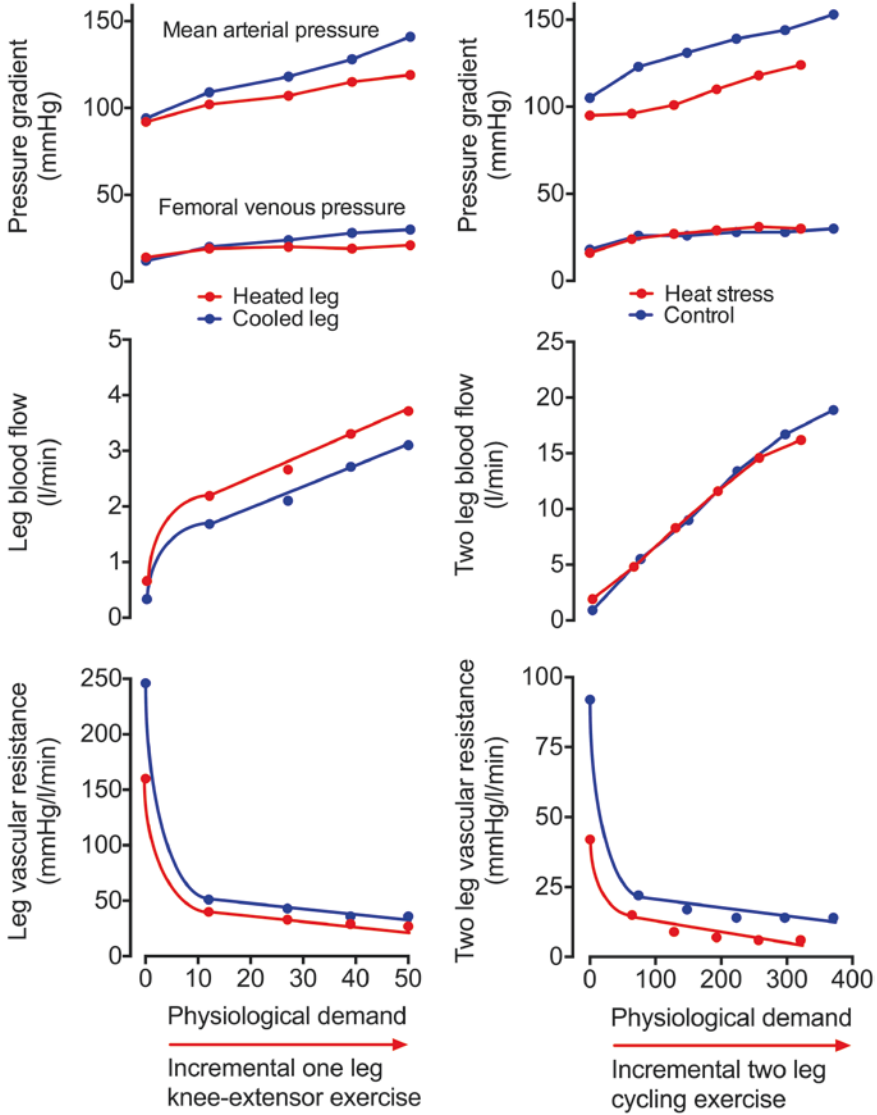 Pressure gradient
(mmHg)
150
100
50
0
Mean arterial pressure
Femoral venous pressure
Heated leg
Cooled leg
Pressure gradient
(mmHg)
150
100
50
0
Heat stress
Control
Leg blood flow
(l/min)
5
4
3
2
1
0
Two leg blood flow
(l/min)
25
20
15
10
5
0
Leg vascular resistance
(mmHg/l/min)
250
200
150
100
50
0
0 10 20 30 40 50
Physiological demand
Incremental one leg
knee-extensor exercise
Two leg vascular resistance
(mmHg/l/min)
100
75
50
25
0
0 100 200 300 400
Physiological demand
Incremental two leg
cycling exercise